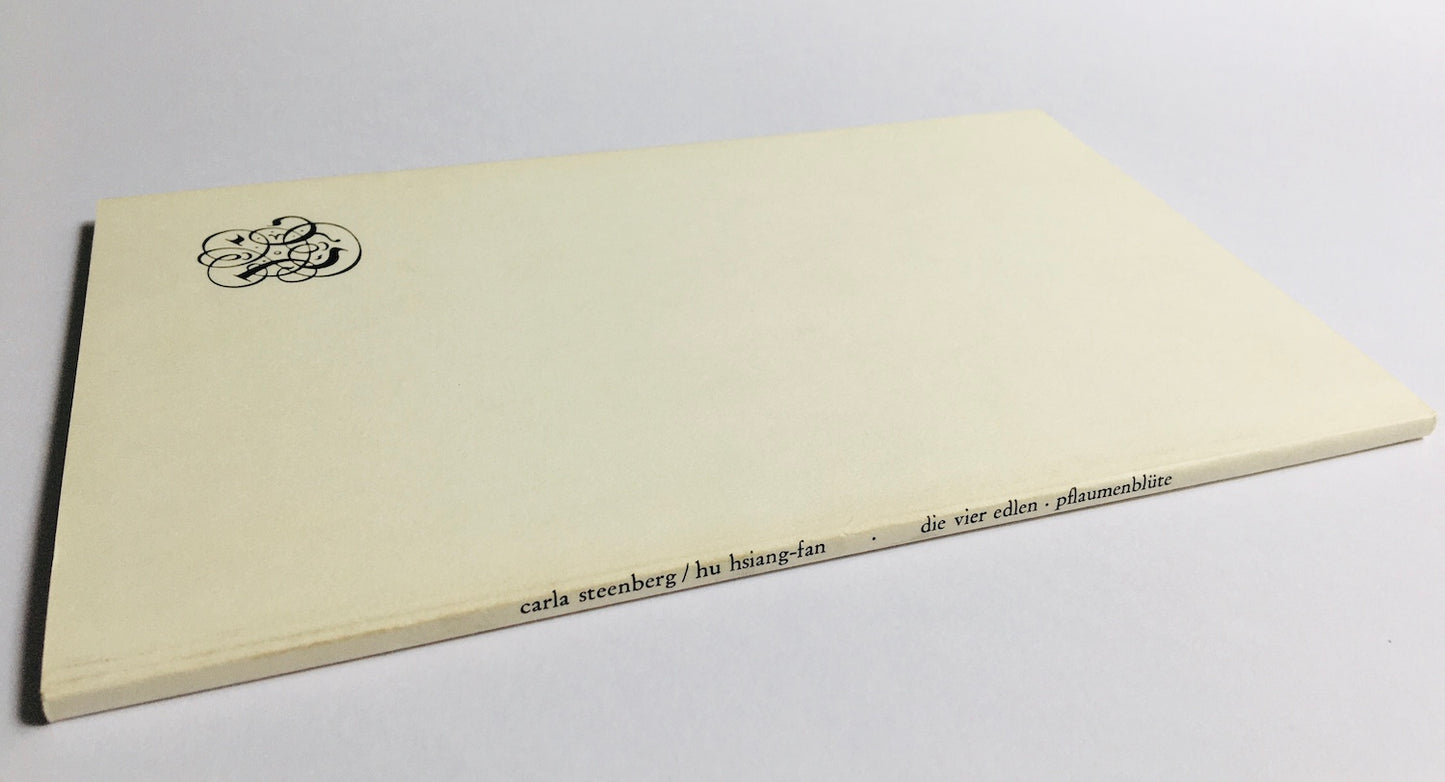 carla steenberg / hu hsiang-fan · die vier edlen · pflaumenblüte